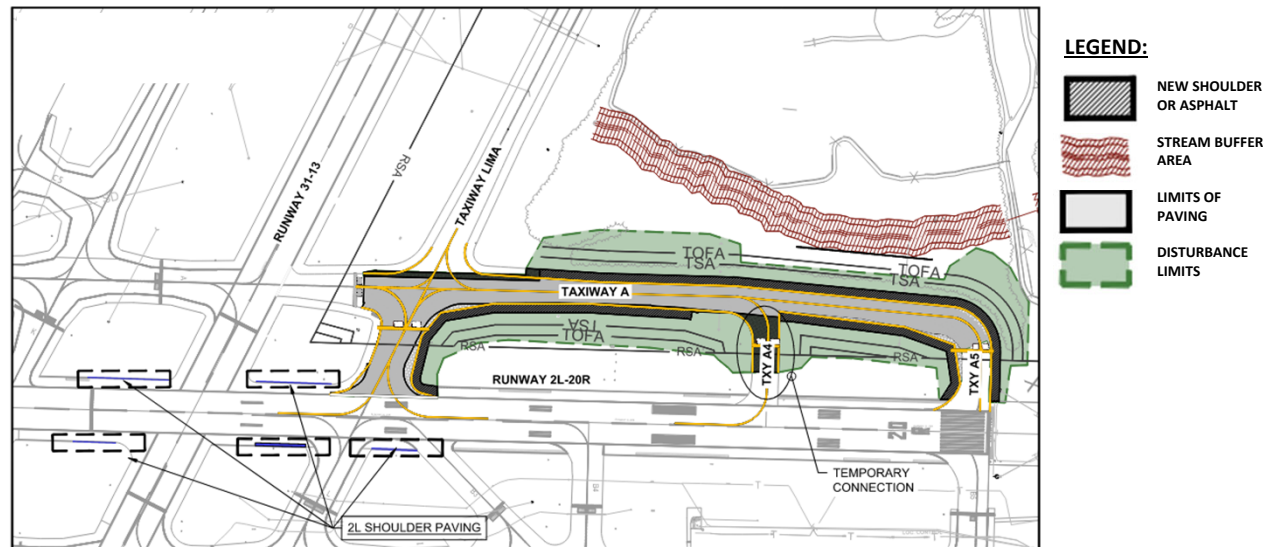 LEGEND:
NEW SHOULDER
OR ASPHALT
STREAM BUFFER
AREA
LIMITS OF
PAVING
DISTURBANCE
LIMITS
RSA
RUNWAY 31-13
TAXIWAY LIMA
TOFA
TSA
TOFA
TSA
TAXIWAY A
TSA
TOFA
RSA
RSA
RSA
TXY A4
TXY A5
RUNWAY 2L-20R
20
R
TEMPORARY
CONNECTION
2L SHOULDER PAVING